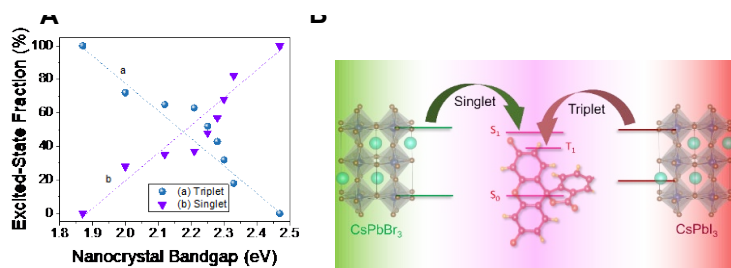 A
B
Excited-State Fraction (%)
100
80
60
40
20
0
a
b
(a) Triplet
(b) Singlet
1.8 1.9 2.0 2.1 2.2 2.3 2.4 2.5
Nanocrystal Bandgap (eV)
Singlet
Triplet
S1
T1
S0
CsPbBr3
CsPbI3